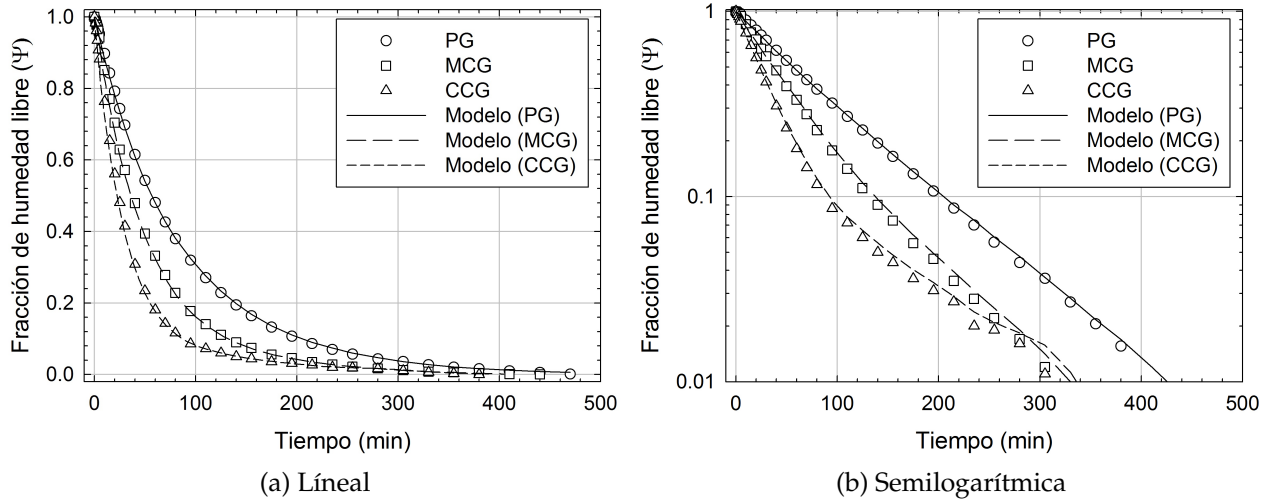 Fracción de humedad libre (Ψ)
1.0
0.8
0.6
0.4
0.2
0.0
0
100
200
300
400
500
Tiempo (min)
PG
MCG
CCG
Modelo (PG)
Modelo (MCG)
Modelo (CCG)
(a) Líneal
Fracción de humedad libre (Ψ)
1
0.1
0.01
0
100
200
300
400
500
Tiempo (min)
PG
MCG
CCG
Modelo (PG)
Modelo (MCG)
Modelo (CCG)
(b) Semilogarítmica